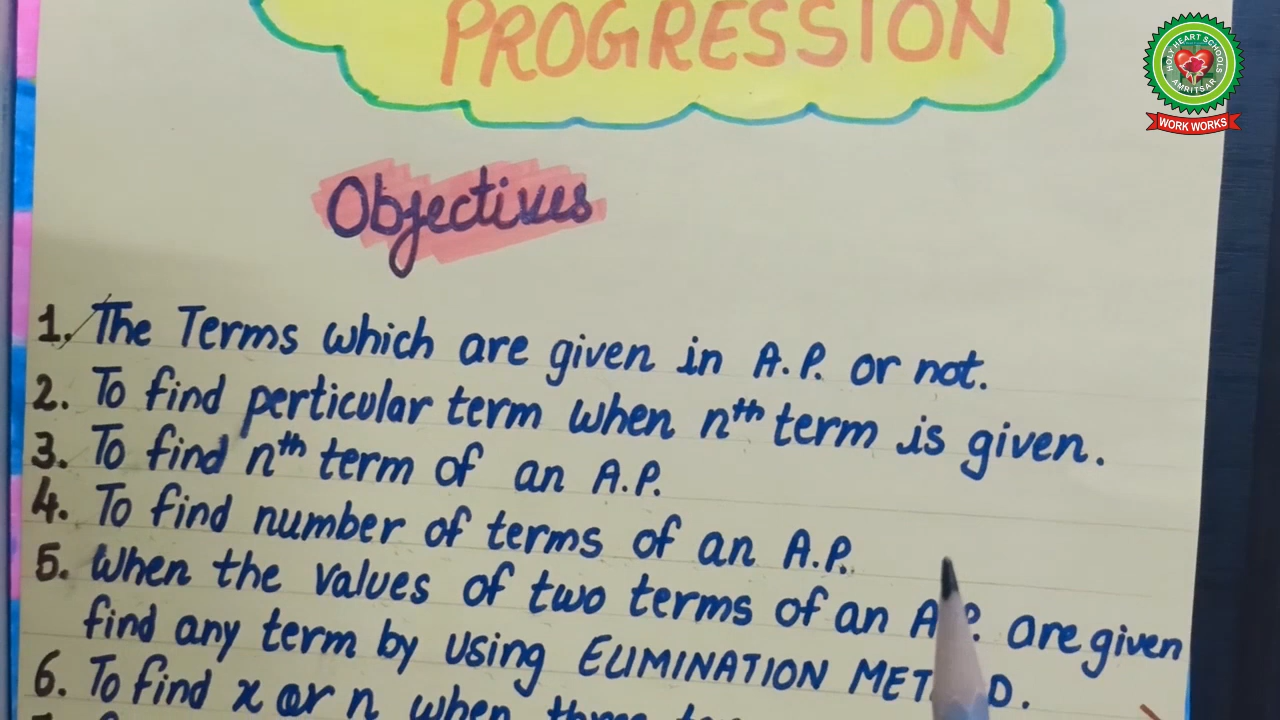 PROGRESSION
HOLY HEART SCHOOLS
AMRITSAR
WORK WORKS
Objectives
1. The Terms which are given in A.P. or not.
2. To find perticular term when nth term is given.
3. To find nth term of an A.P.
4. To find number of terms of an A.P.
5. When the values of two terms of an A.P. are given
find any term by using ELIMINATION METHOD.
6. To find x or n when three